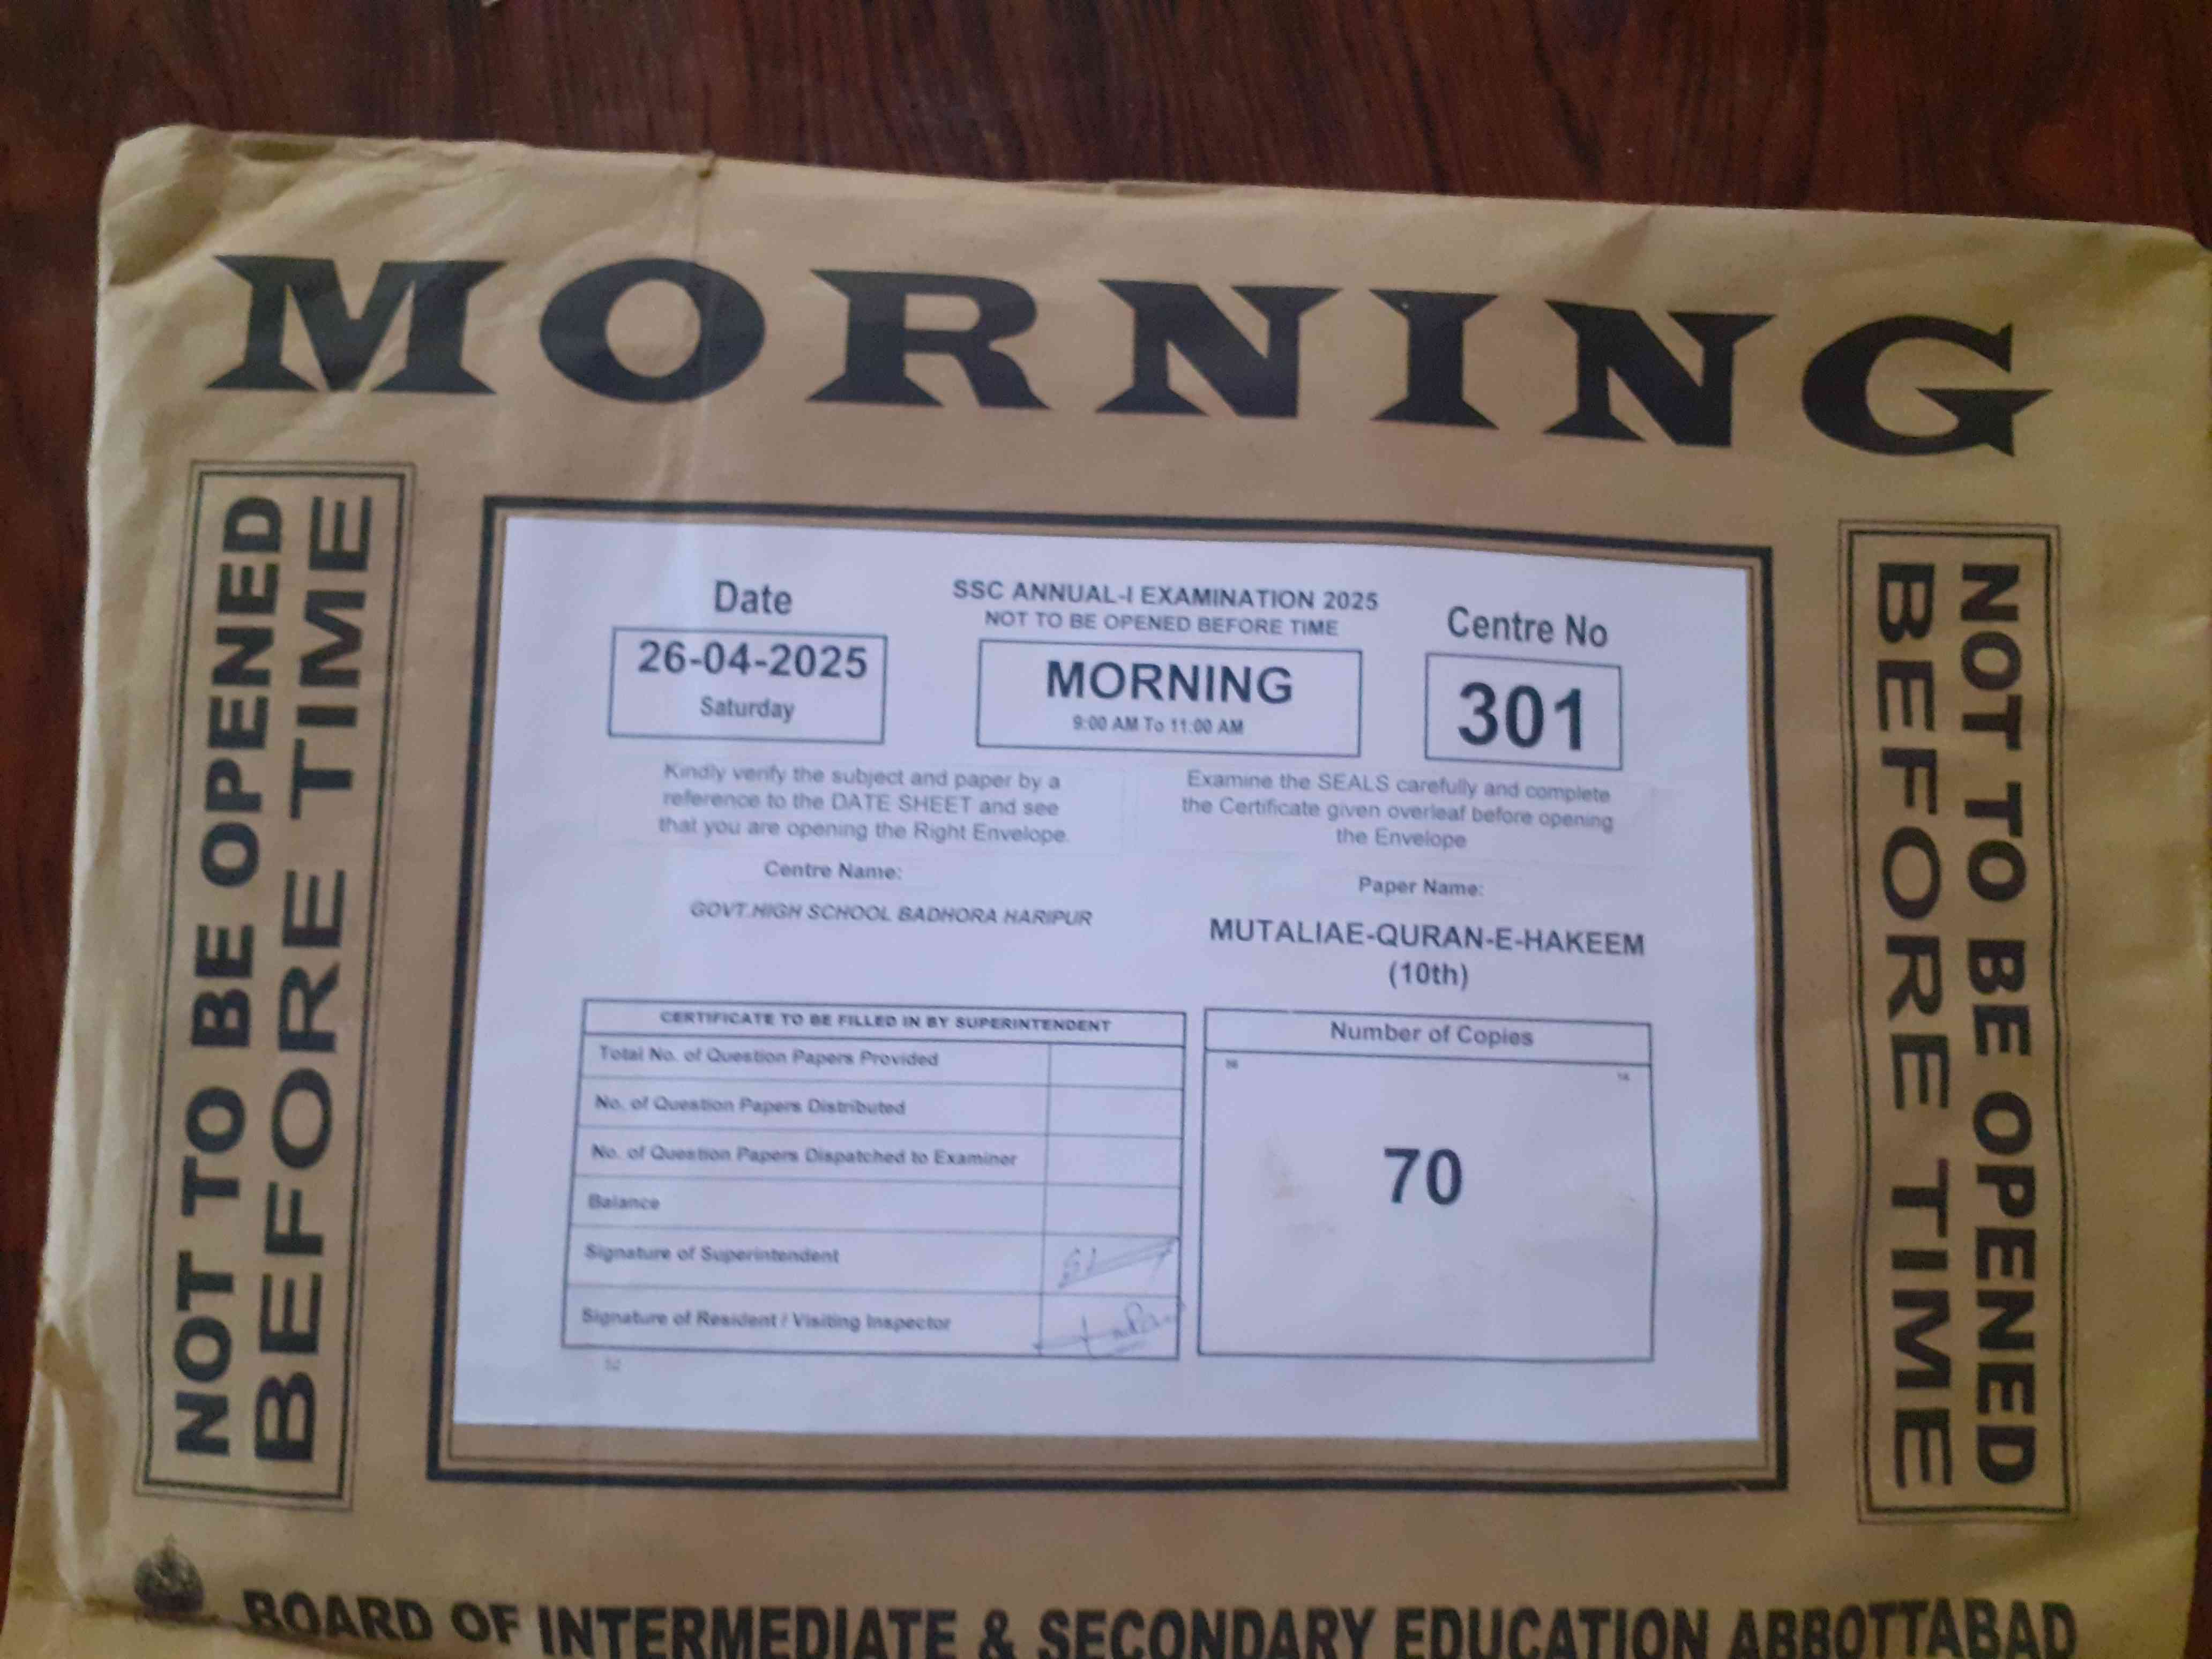 MORNING
NOT TO BE OPENED
BEFORE TIME
Date
26-04-2025
Saturday
SSC ANNUAL-I EXAMINATION 2025
NOT TO BE OPENED BEFORE TIME
MORNING
9:00 AM To 11:00 AM
Centre No
301
Kindly verify the subject and paper by a
reference to the DATE SHEET and see
that you are opening the Right Envelope.
Examine the SEALS carefully and complete
the Certificate given overleaf before opening
the Envelope
Centre Name:
GOVT.HIGH SCHOOL BADHORA HARIPUR
Paper Name:
MUTALIAE-QURAN-E-HAKEEM
(10th)
CERTIFICATE TO BE FILLED IN BY SUPERINTENDENT
Total No. of Question Papers Provided
No. of Question Papers Distributed
No. of Question Papers Dispatched to Examiner
Balance
Signature of Superintendent
Signature of Resident / Visiting Inspector
Number of Copies
70
NOT TO BE OPENED
BEFORE TIME
BOARD OF INTERMEDIATE & SECONDARY EDUCATION ABBOTTABAD